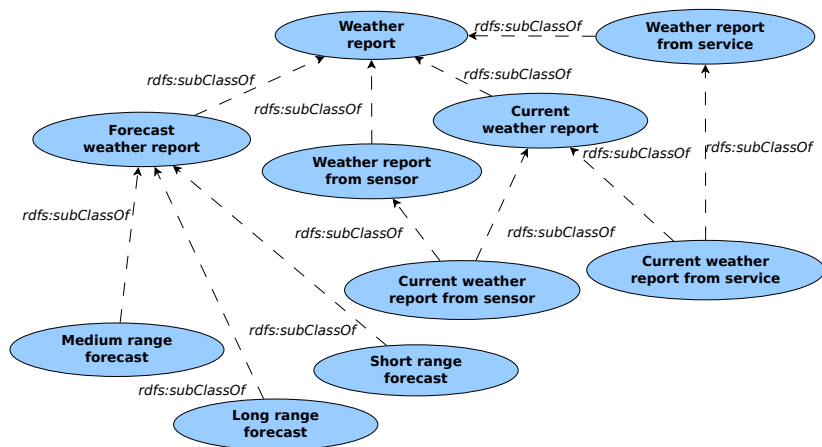 Weather
report
rdfs:subClassOf
Weather report
from service
rdfs:subClassOf
rdfs:subClassOf
rdfs:subClassOf
Forecast
weather report
Current
weather report
Weather report
from sensor
rdfs:subClassOf
rdfs:subClassOf
rdfs:subClassOf
rdfs:subClassOf
rdfs:subClassOf
Current weather
report from sensor
Current weather
report from service
Medium range
forecast
rdfs:subClassOf
Short range
forecast
rdfs:subClassOf
Long range
forecast